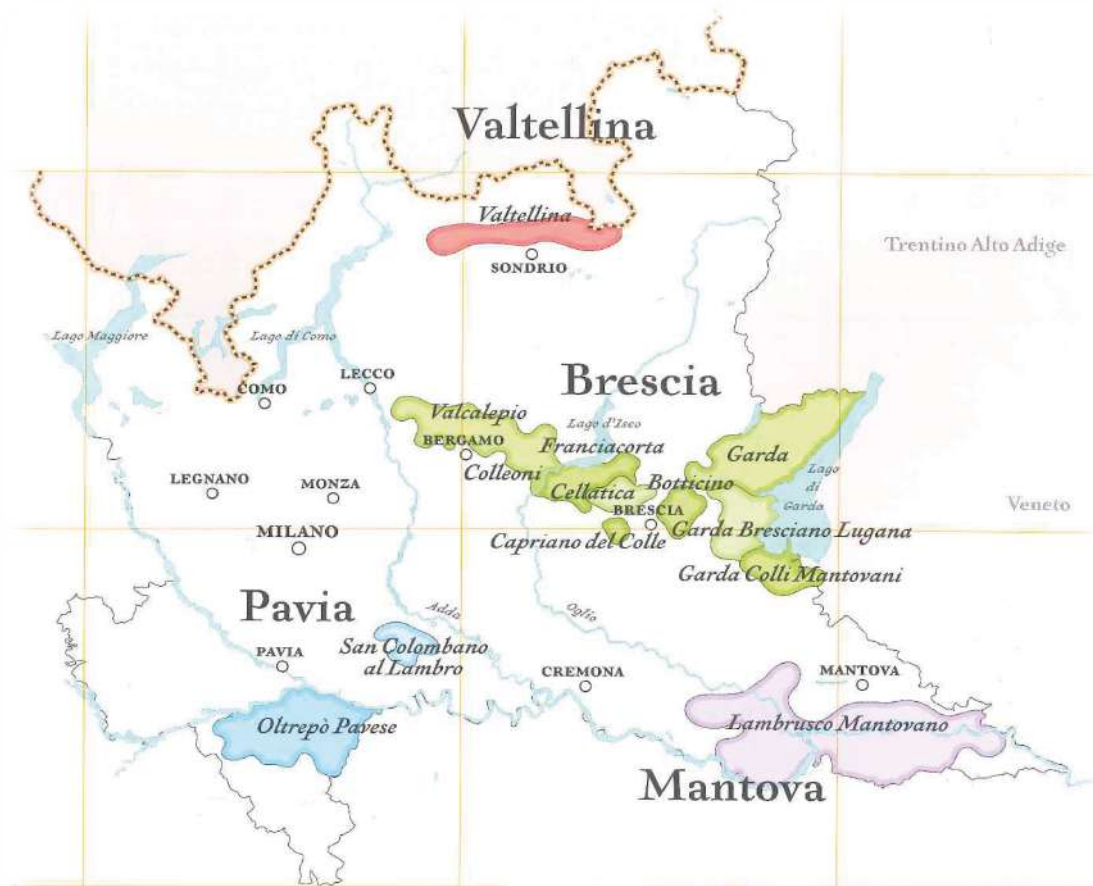 Valtellina
Valtellina
SONDRIO
Trentino Alto Adige
Lago Maggiore
Lago di Como
LECCO
COMO
Brescia
Valcalepio
Lago d'Iseo
BERGAMO
Franciacorta
Garda
Colleoni
Botticino
Lago
di
Garda
LEGNANO
MONZA
Cellatica
BRESCIA
Veneto
MILANO
Capriano del Colle
Garda Bresciano Lugana
Garda Colli Mantovani
Pavia
Adda
Oglio
San Colombano
al Lambro
PAVIA
CREMONA
MANTOVA
Oltrepò Pavese
Lambrusco Mantovano
Mantova